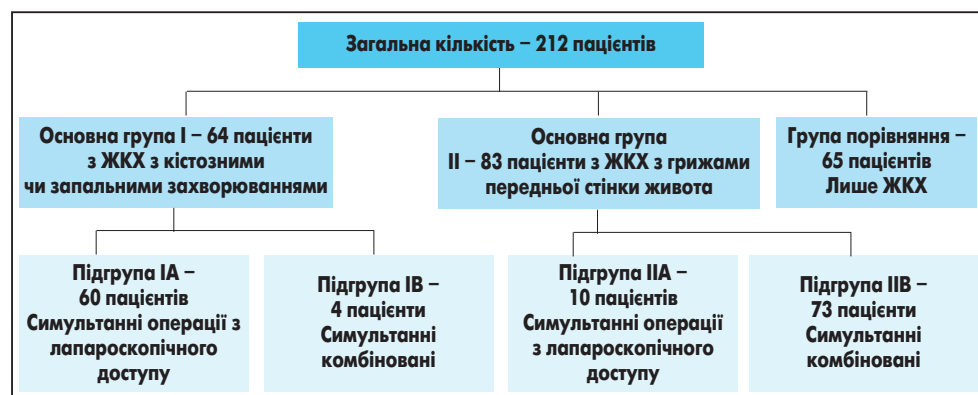 Загальна кількість – 212 пацієнтів
Основна група I – 64 пацієнти
з ЖКХ з кістозними
чи запальними захворюваннями
Основна група
II – 83 пацієнти з ЖКХ з грижами
передньої стінки живота
Група порівняння –
65 пацієнтів
Лише ЖКХ
Підгрупа IA –
60 пацієнтів
Симультанні операції з
лапароскопічного
доступу
Підгрупа IB –
4 пацієнти
Симультанні
комбіновані
Підгрупа IIA –
10 пацієнтів
Симультанні операції
з лапароскопічного
доступу
Підгрупа IIB –
73 пацієнти
Симультанні
комбіновані